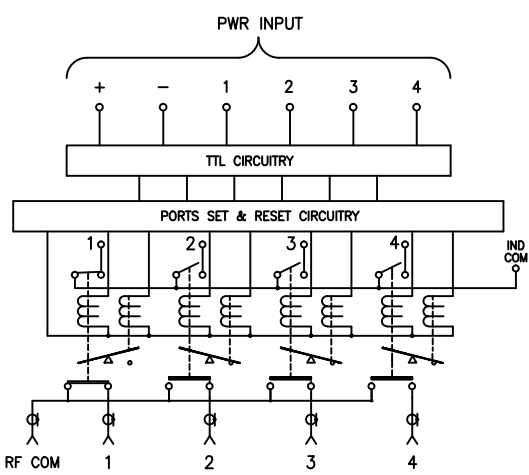 PWR INPUT
+ − 1 2 3 4
TTL CIRCUITRY
PORTS SET & RESET CIRCUITRY
1 2 3 4
IND
COM
RF COM 1 2 3 4